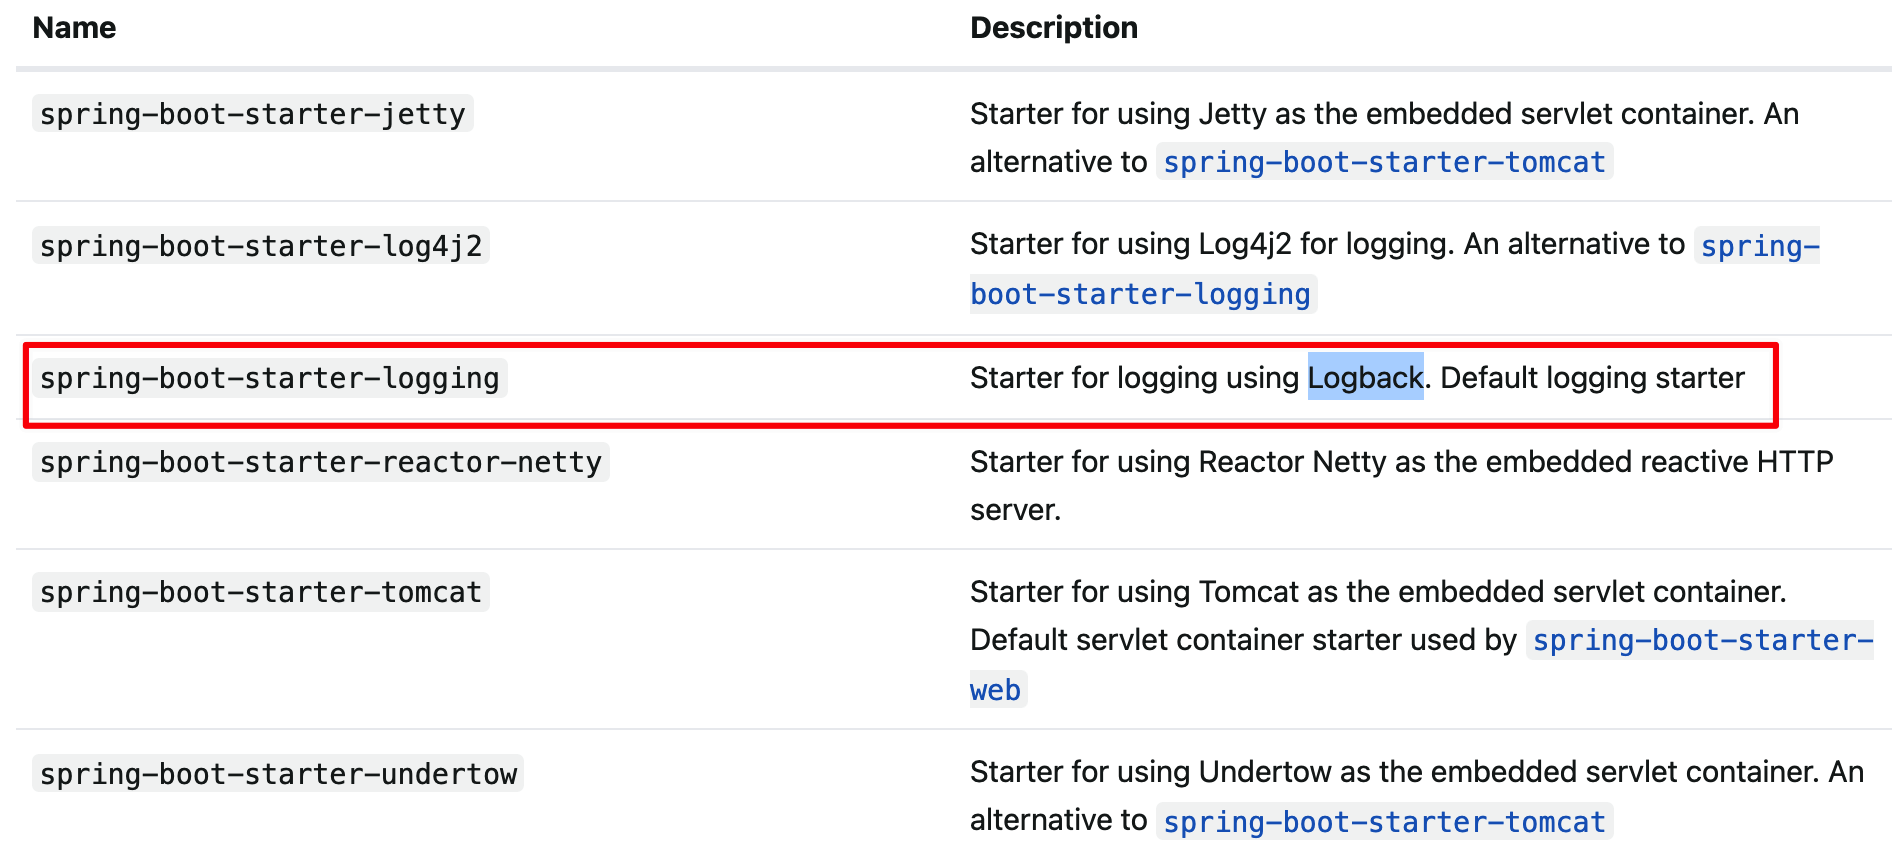 Name Description
spring-boot-starter-jetty Starter for using Jetty as the embedded servlet container. An
alternative to spring-boot-starter-tomcat
spring-boot-starter-log4j2 Starter for using Log4j2 for logging. An alternative to spring-
boot-starter-logging
spring-boot-starter-logging Starter for logging using Logback. Default logging starter
spring-boot-starter-reactor-netty Starter for using Reactor Netty as the embedded reactive HTTP
server.
spring-boot-starter-tomcat Starter for using Tomcat as the embedded servlet container.
Default servlet container starter used by spring-boot-starter-
web
spring-boot-starter-undertow Starter for using Undertow as the embedded servlet container. An
alternative to spring-boot-starter-tomcat